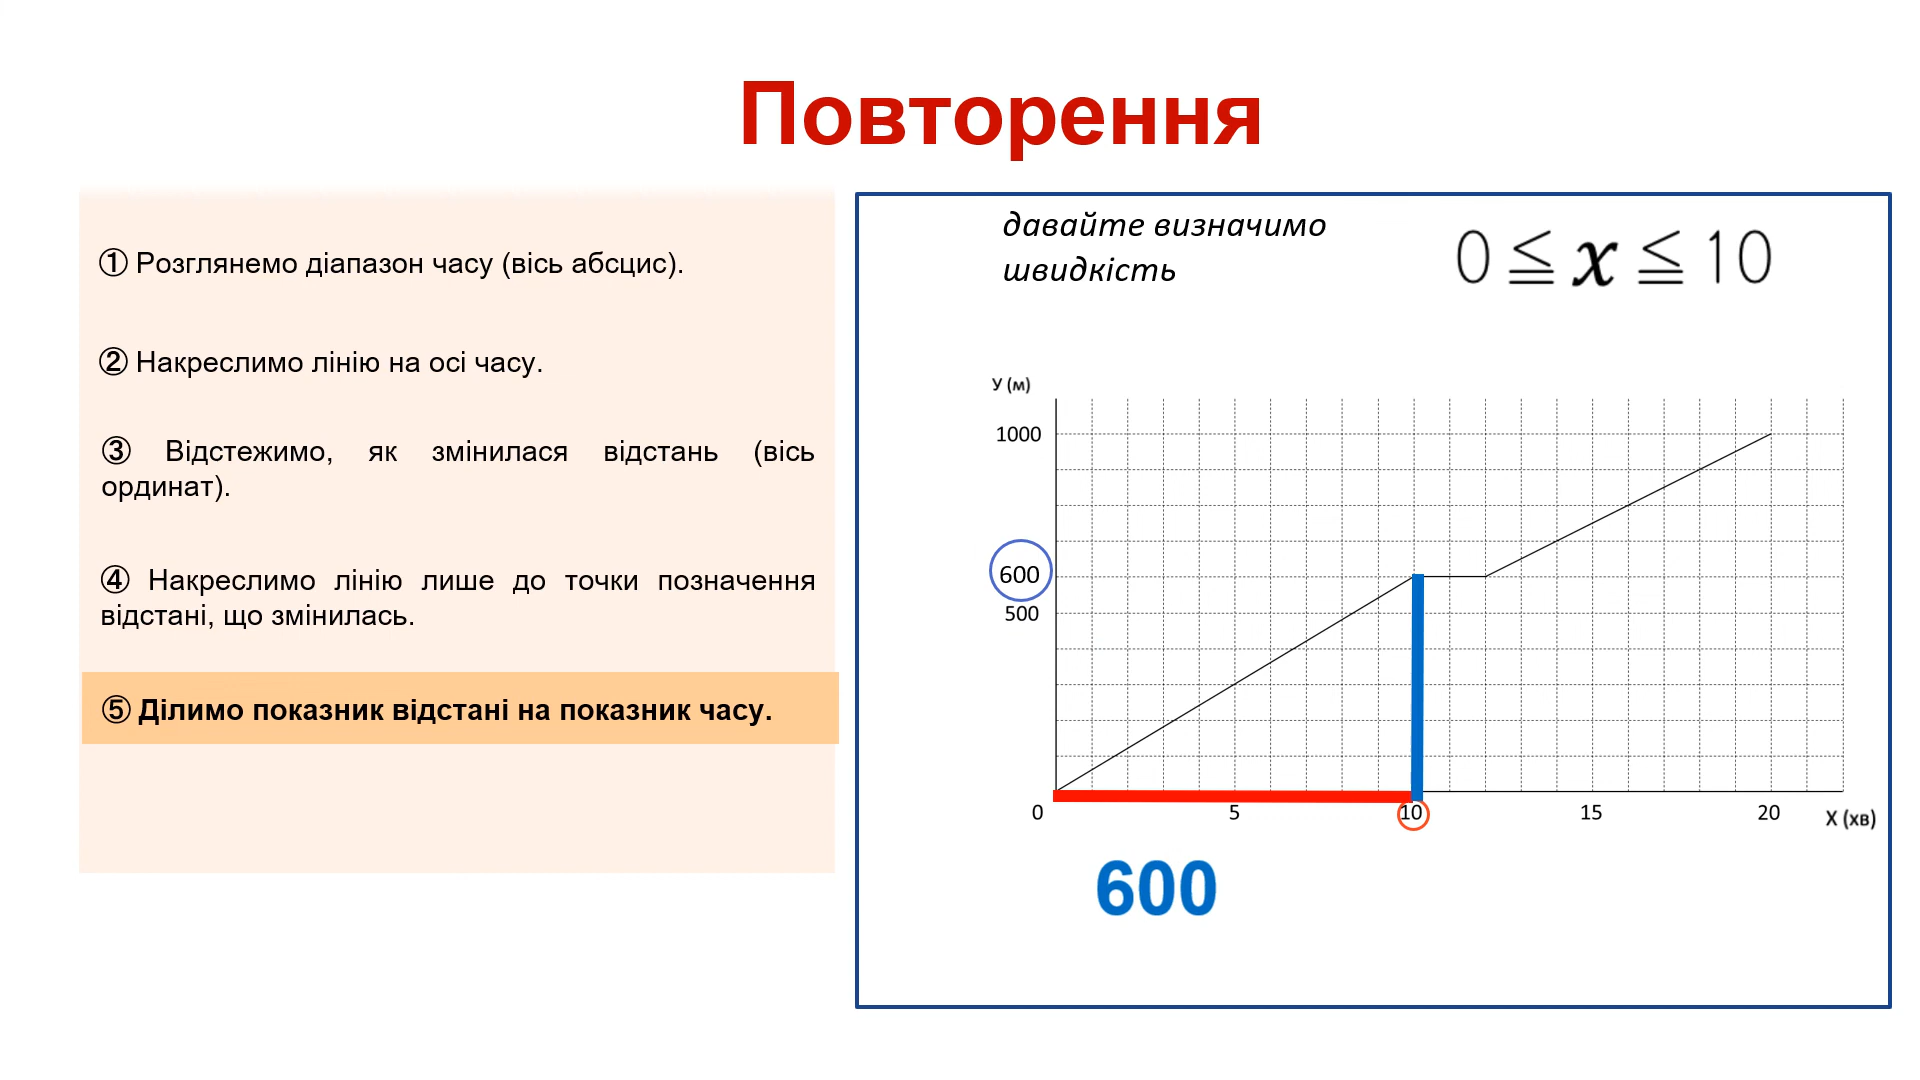 Повторення
① Розглянемо діапазон часу (вісь абсцис).
② Накреслимо лінію на осі часу.
③ Відстежимо, як змінилася відстань (вісь
ординат).
④ Накреслимо лінію лише до точки позначення
відстані, що змінилась.
⑤ Ділимо показник відстані на показник часу.
давайте визначимо
швидкість
0 ≦ x ≦ 10
У (м)
1000
600
500
0 5 10 15 20 Х (хв)
600